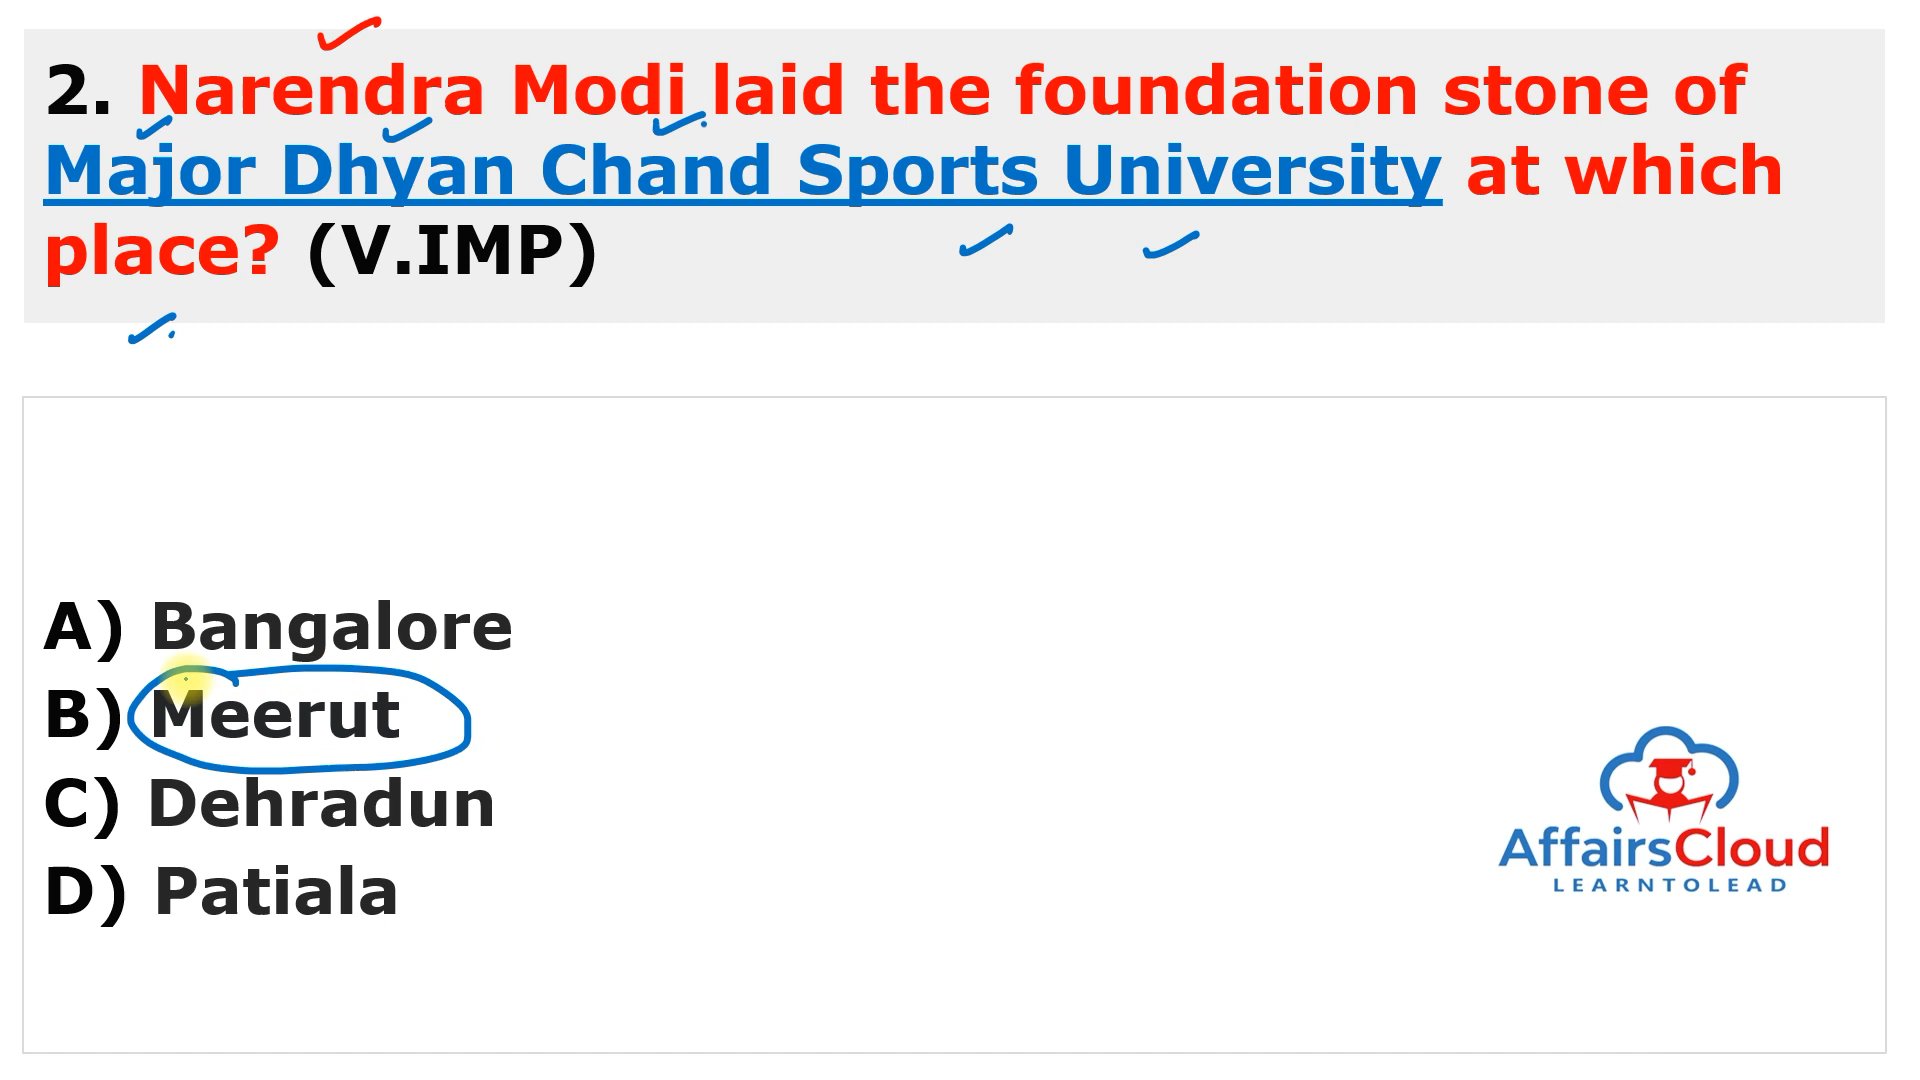 2. Narendra Modi laid the foundation stone of
Major Dhyan Chand Sports University at which
place? (V.IMP)
A) Bangalore
B) Meerut
C) Dehradun
D) Patiala
AffairsCloud
LEARNTOLEAD